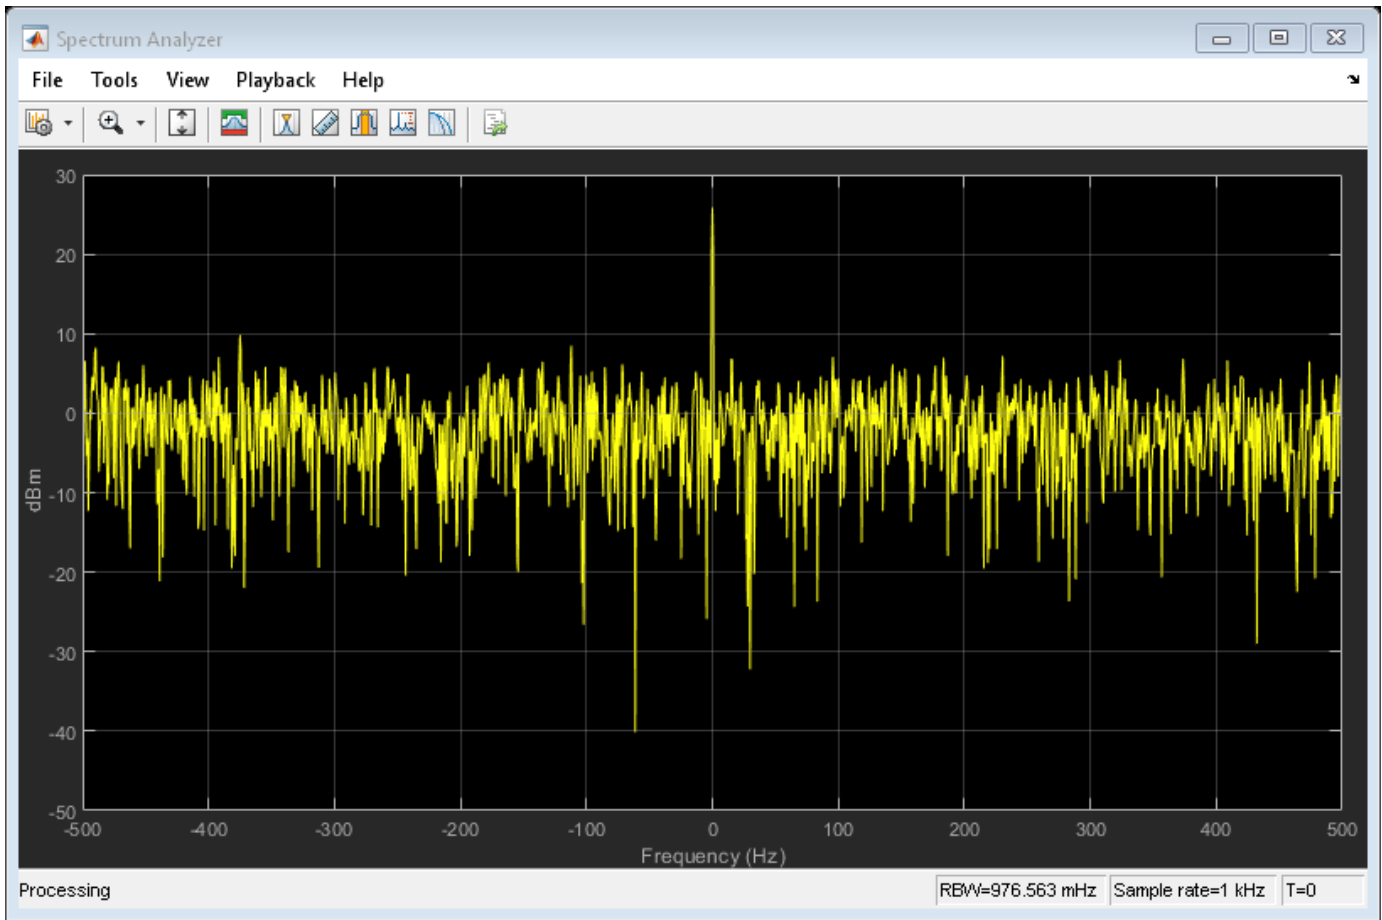 Spectrum Analyzer
File Tools View Playback Help
30
20
10
0
-10
-20
-30
-40
-50
dBm
-500 -400 -300 -200 -100 0 100 200 300 400 500
Frequency (Hz)
Processing RBW=976.563 mHz Sample rate=1 kHz T=0